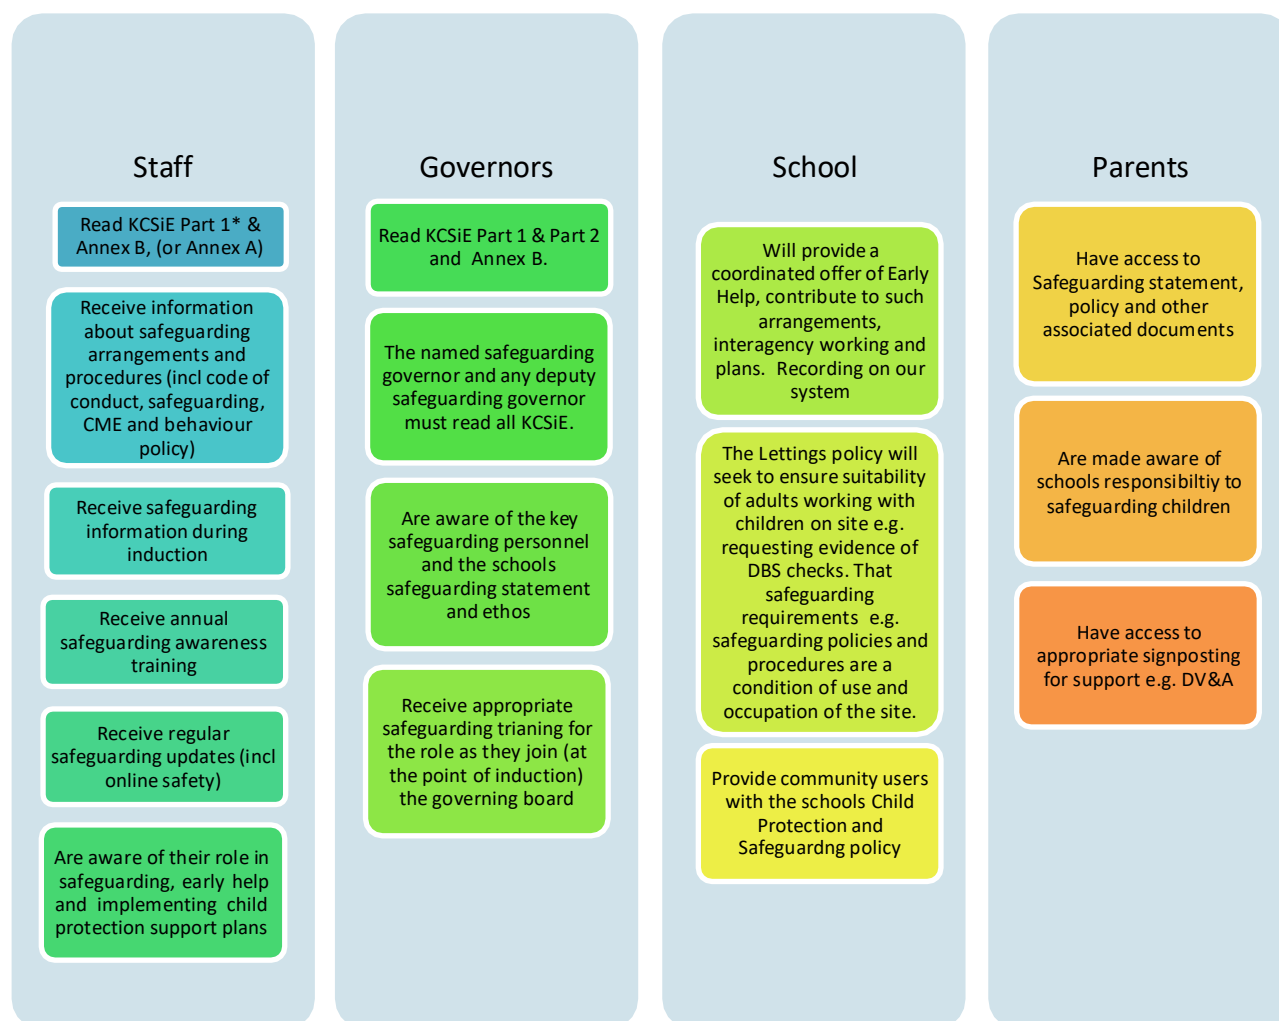 Staff
Read KCSiE Part 1* &
Annex B, (or Annex A)
Receive information
about safeguarding
arrangements and
procedures (incl code of
conduct, safeguarding,
CME and behaviour
policy)
Receive safeguarding
information during
induction
Receive annual
safeguarding awareness
training
Receive regular
safeguarding updates (incl
online safety)
Are aware of their role in
safeguarding, early help
and implementing child
protection support plans
Governors
Read KCSiE Part 1 & Part 2
and Annex B.
The named safeguarding
governor and any deputy
safeguarding governor
must read all KCSiE.
Are aware of the key
safeguarding personnel
and the schools
safeguarding statement
and ethos
Receive appropriate
safeguarding trianing for
the role as they join (at
the point of induction)
the governing board
School
Will provide a
coordinated offer of Early
Help, contribute to such
arrangements,
interagency working and
plans. Recording on our
system
The Lettings policy will
seek to ensure suitability
of adults working with
children on site e.g.
requesting evidence of
DBS checks. That
safeguarding
requirements e.g.
safeguarding policies and
procedures are a
condition of use and
occupation of the site.
Provide community users
with the schools Child
Protection and
Safeguardng policy
Parents
Have access to
Safeguarding statement,
policy and other
associated documents
Are made aware of
schools responsibiltiy to
safeguarding children
Have access to
appropriate signposting
for support e.g. DV&A